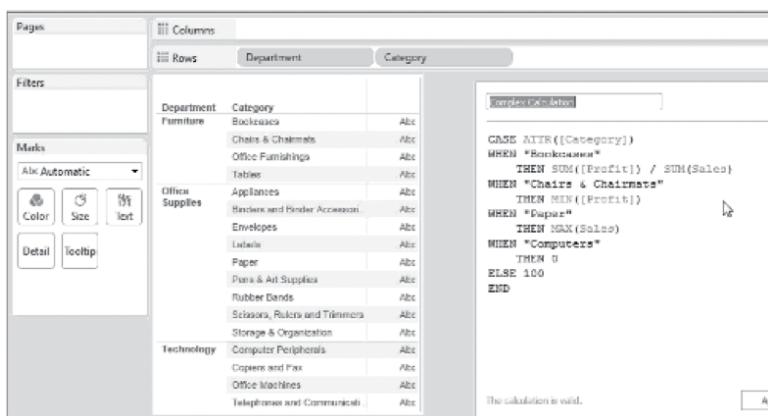 Pages
Columns
Rows Department Category
Filters
Department Category
Furniture Bookcases Abc
Chairs & Chairmats Abc
Office Furnishings Abc
Tables Abc
Office Supplies Appliances Abc
Binders and Binder Accessori.. Abc
Envelopes Abc
Labels Abc
Paper Abc
Pens & Art Supplies Abc
Rubber Bands Abc
Scissors, Rulers and Trimmers Abc
Storage & Organization Abc
Technology Computer Peripherals Abc
Copiers and Fax Abc
Office Machines Abc
Telephones and Communicati.. Abc
Marks
Abc Automatic
Color Size Text
Detail Tooltip
Complex Calculation
CASE ATTR([Category])
WHEN "Bookcases"
THEN SUM([Profit]) / SUM(Sales)
WHEN "Chairs & Chairmats"
THEN MIN([Profit])
WHEN "Paper"
THEN MAX(Sales)
WHEN "Computers"
THEN 0
ELSE 100
END
The calculation is valid.
A